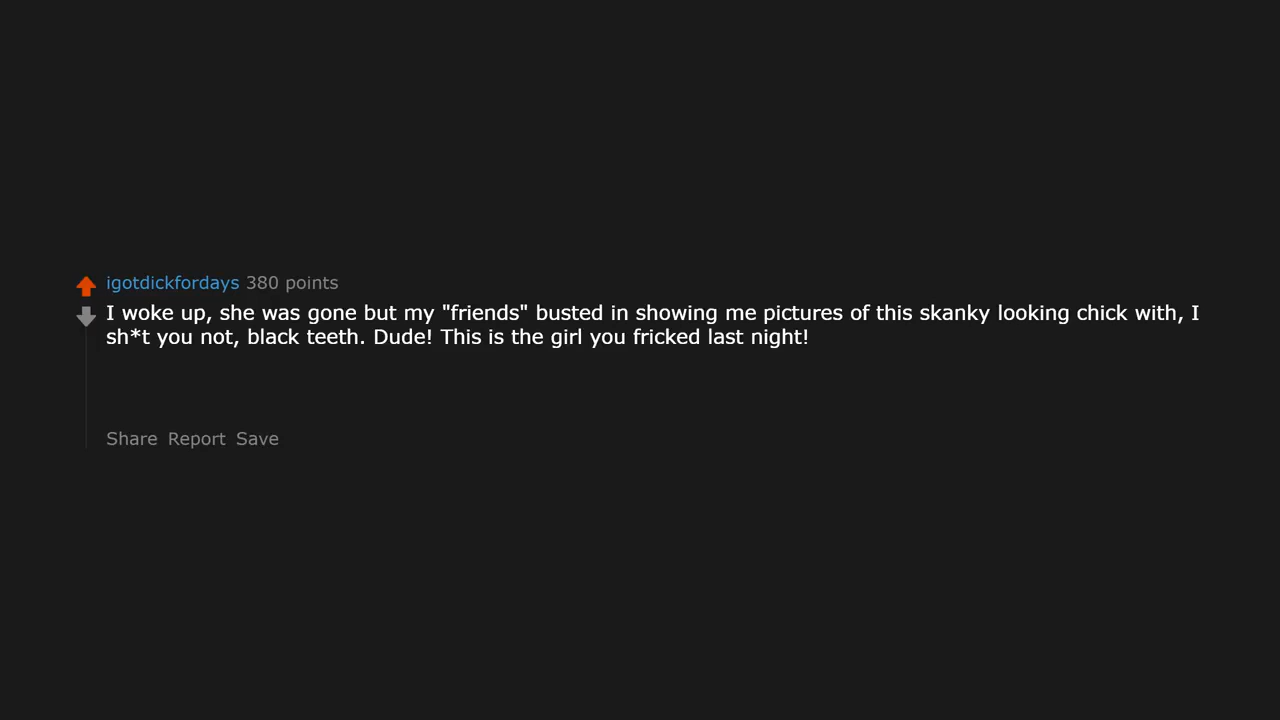 igotdickfordays 380 points
I woke up, she was gone but my "friends" busted in showing me pictures of this skanky looking chick with, I
sh*t you not, black teeth. Dude! This is the girl you fricked last night!
Share Report Save